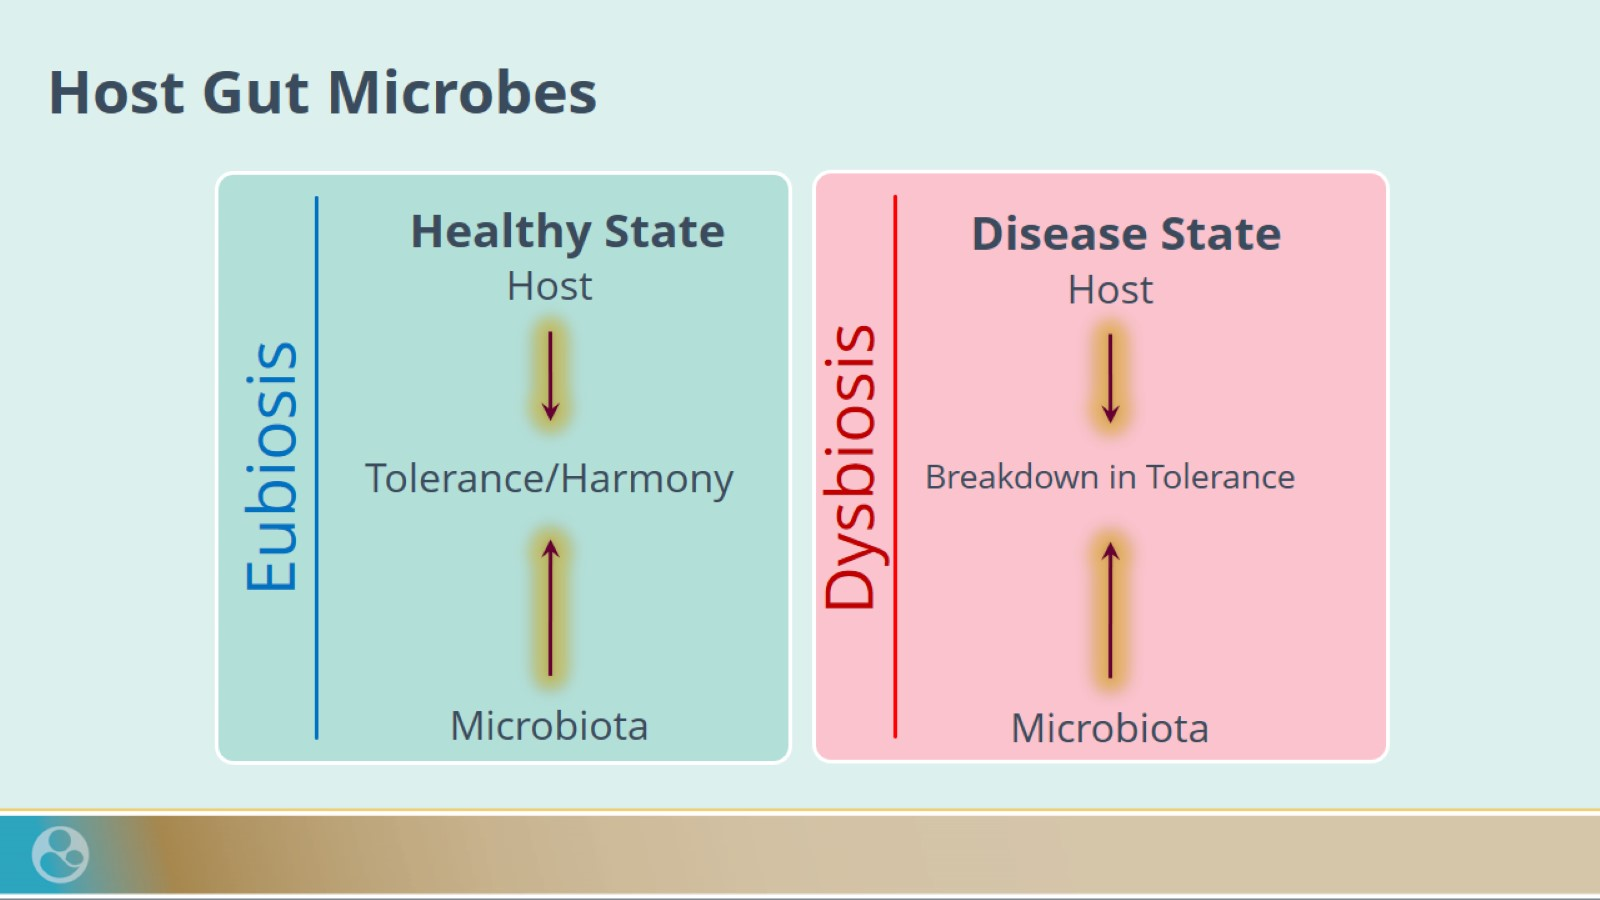 Host Gut Microbes
Eubiosis
Healthy State
Host
Tolerance/Harmony
Microbiota
Dysbiosis
Disease State
Host
Breakdown in Tolerance
Microbiota